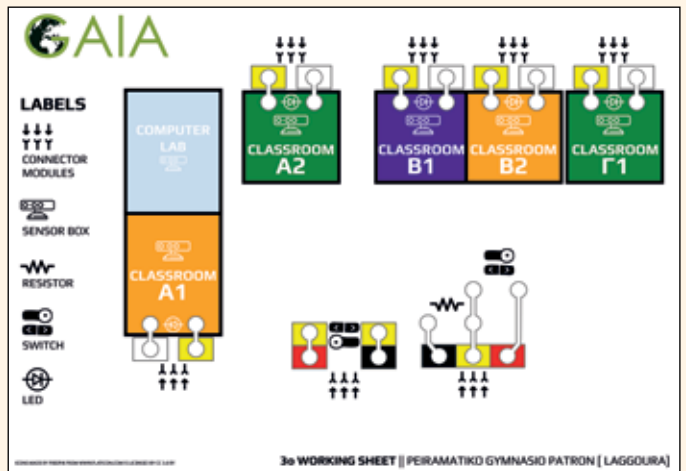 GAIA
LABELS
CONNECTOR
MODULES
SENSOR BOX
RESISTOR
SWITCH
LED
COMPUTER
LAB
CLASSROOM
A1
CLASSROOM
A2
CLASSROOM
B1
CLASSROOM
B2
CLASSROOM
Γ1
3o WORKING SHEET || PEIRAMATIKO GYMNASIO PATRON [ LAGGOURA]